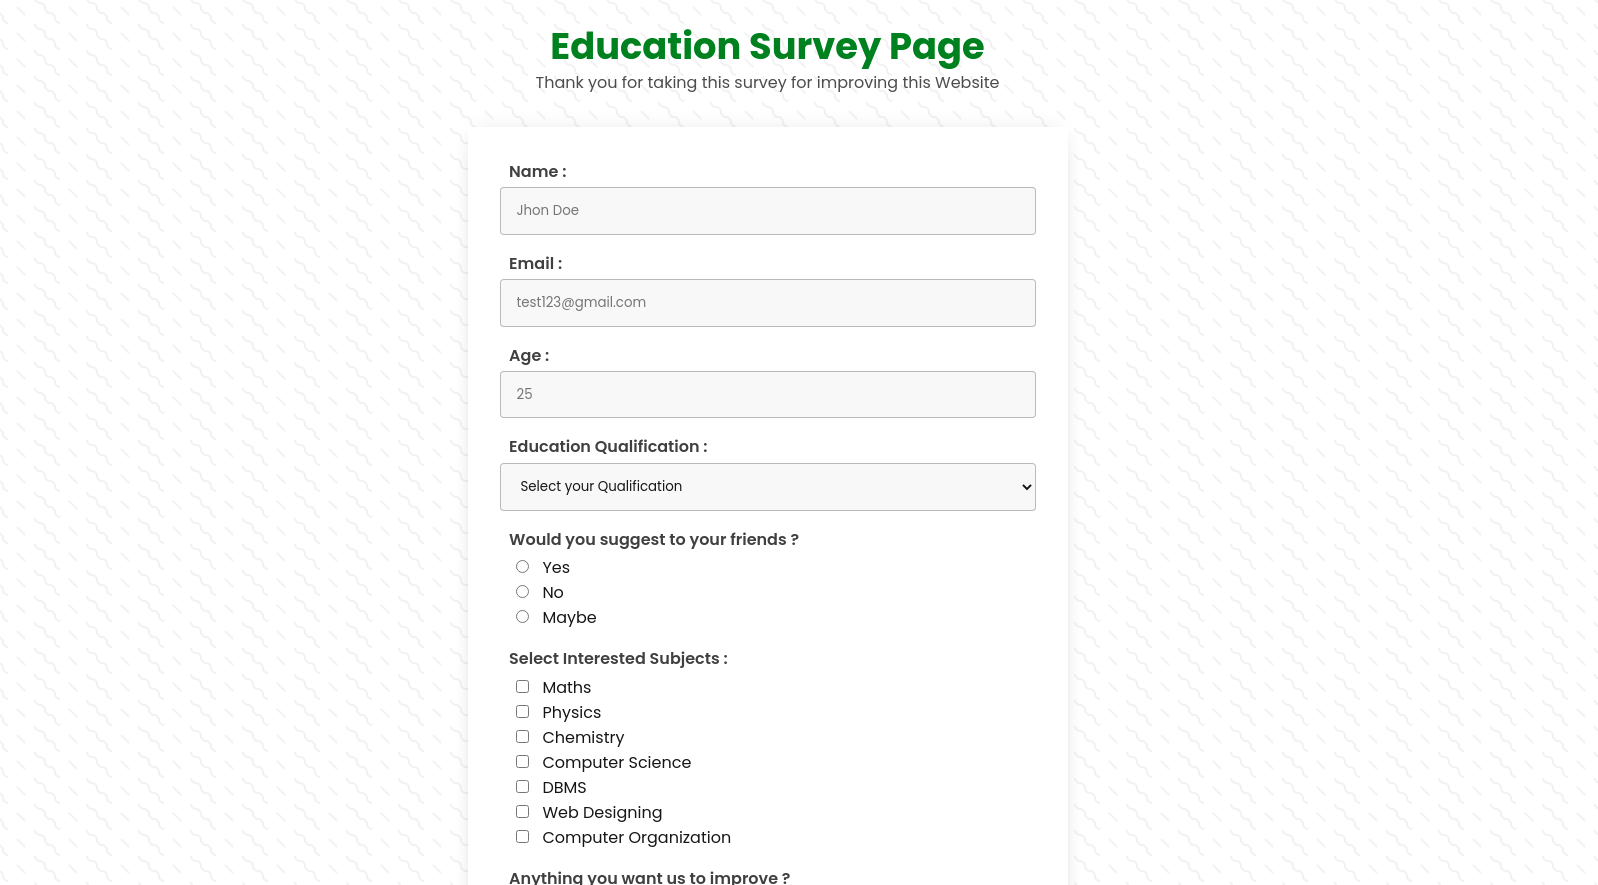 Education Survey Page
Thank you for taking this survey for improving this Website
Name :
Jhon Doe
Email :
test123@gmail.com
Age :
25
Education Qualification :
Select your Qualification
Would you suggest to your friends ?
Yes
No
Maybe
Select Interested Subjects :
Maths
Physics
Chemistry
Computer Science
DBMS
Web Designing
Computer Organization
Anything you want us to improve ?